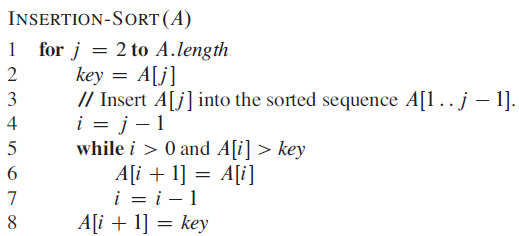 INSERTION-SORT(A)
1 for j = 2 to A.length
2 key = A[j]
3 // Insert A[j] into the sorted sequence A[1 . . j − 1].
4 i = j − 1
5 while i > 0 and A[i] > key
6 A[i + 1] = A[i]
7 i = i − 1
8 A[i + 1] = key